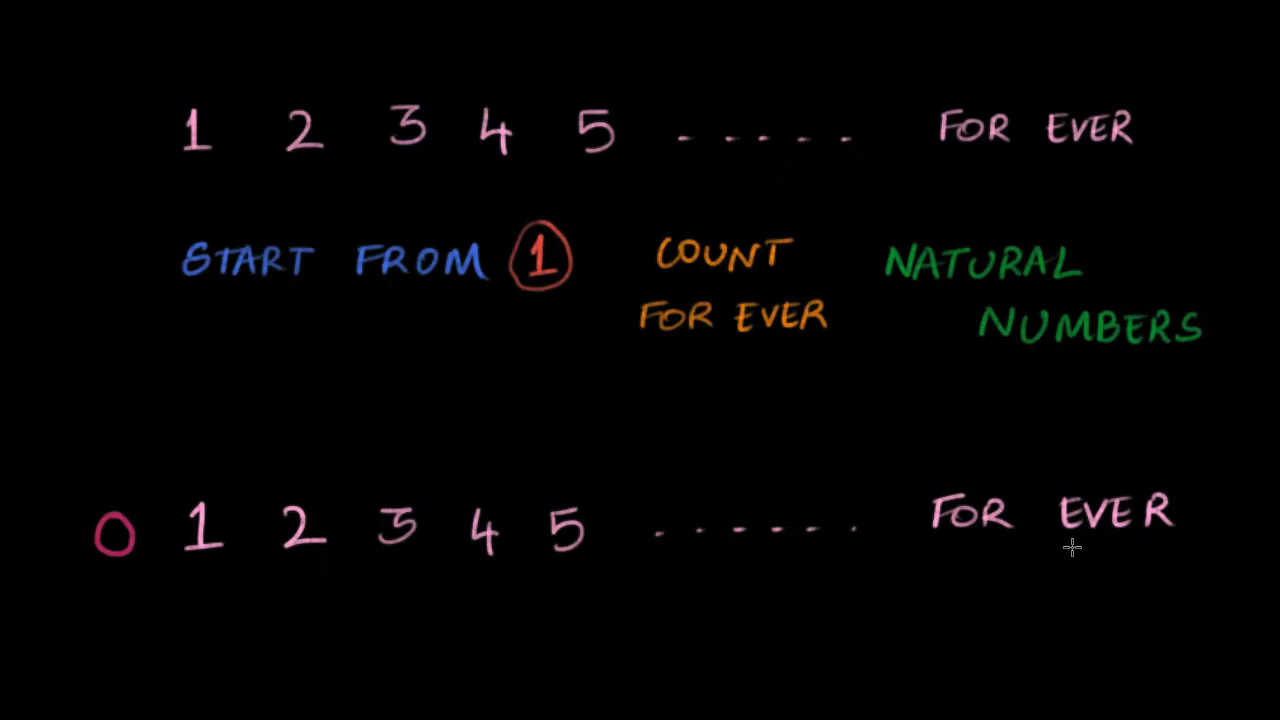 1 2 3 4 5 ..... FOR EVER
START FROM 1 COUNT FOR EVER NATURAL NUMBERS
0 1 2 3 4 5 ...... FOR EVER